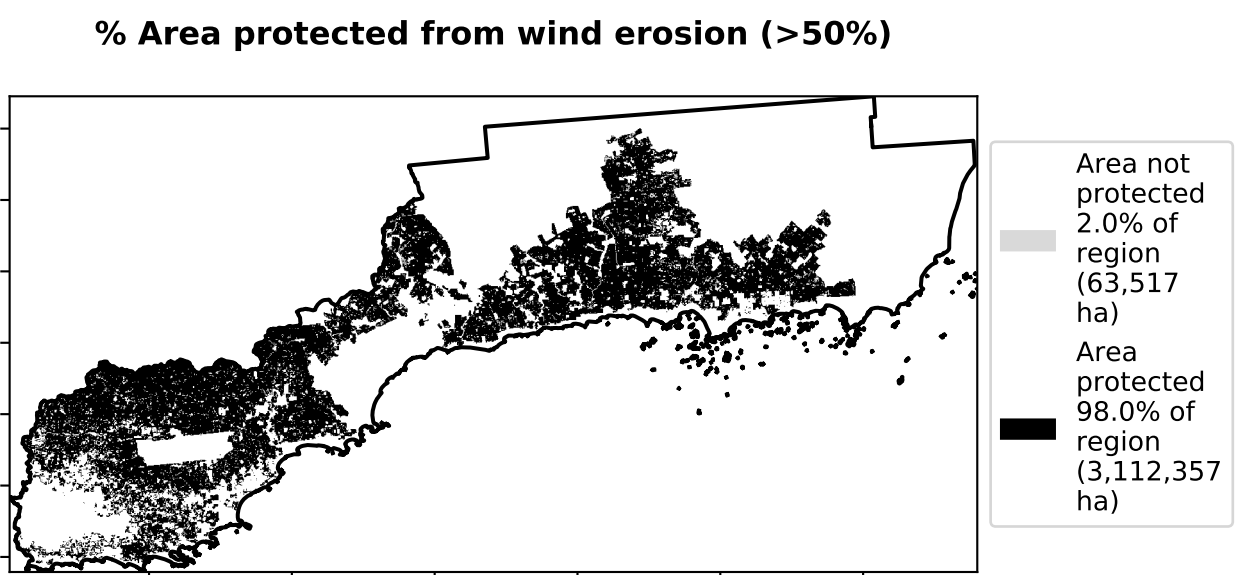 % Area protected from wind erosion (>50%)
Area not
protected
2.0% of
region
(63,517
ha)
Area
protected
98.0% of
region
(3,112,357
ha)